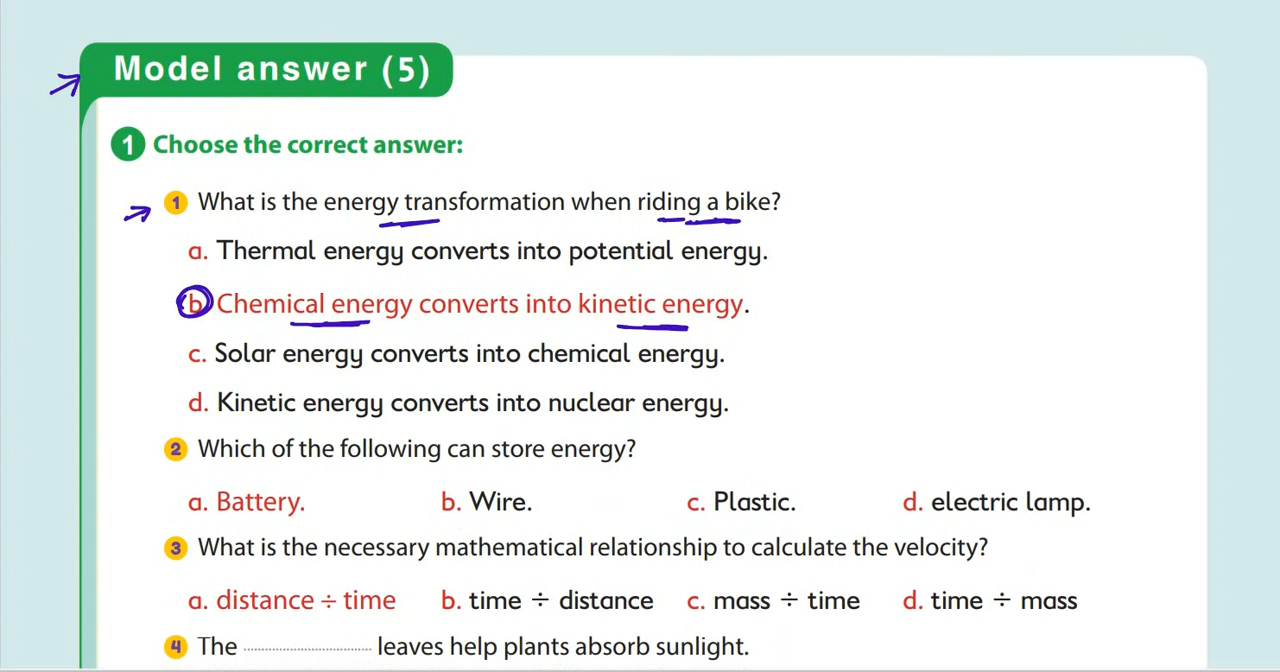 Model answer (5)
1 Choose the correct answer:
1 What is the energy transformation when riding a bike?
a. Thermal energy converts into potential energy.
b. Chemical energy converts into kinetic energy.
c. Solar energy converts into chemical energy.
d. Kinetic energy converts into nuclear energy.
2 Which of the following can store energy?
a. Battery. b. Wire. c. Plastic. d. electric lamp.
3 What is the necessary mathematical relationship to calculate the velocity?
a. distance ÷ time b. time ÷ distance c. mass ÷ time d. time ÷ mass
4 The .............................. leaves help plants absorb sunlight.